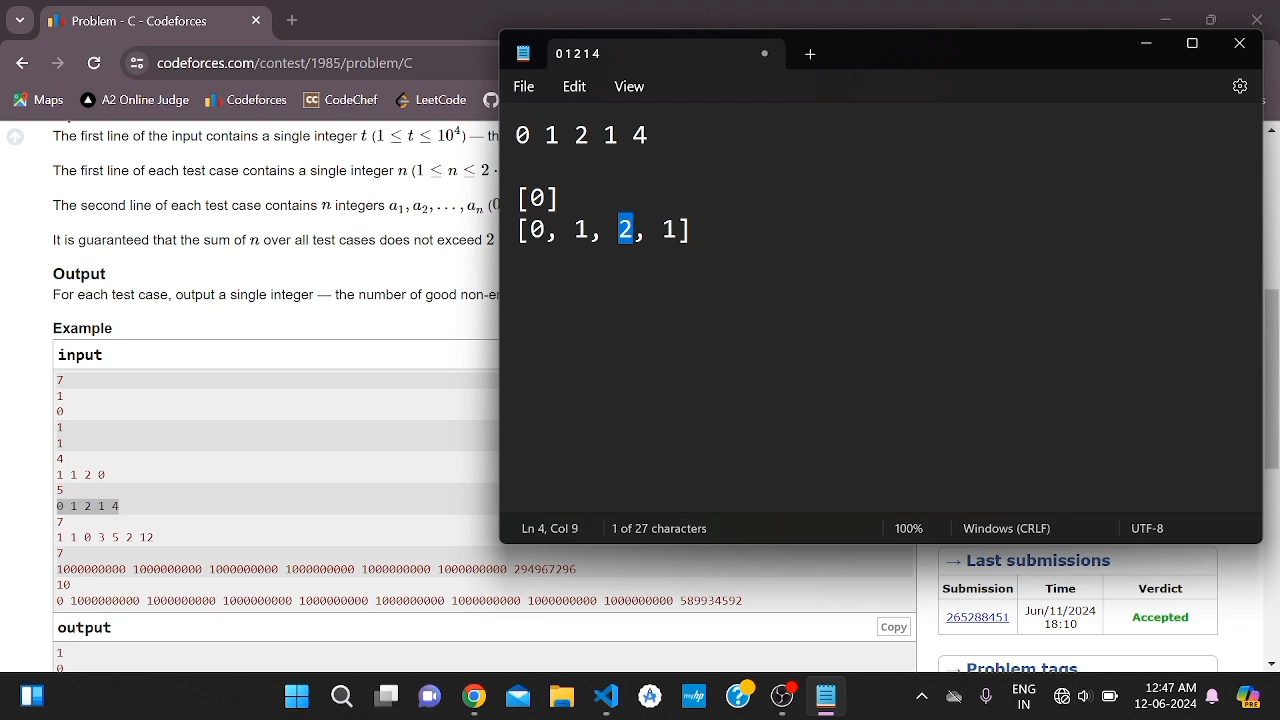 Problem - C - Codeforces
codeforces.com/contest/1985/problem/C
Maps A2 Online Judge Codeforces CodeChef LeetCode
The first line of the input contains a single integer t (1 ≤ t ≤ 10^4) — th
The first line of each test case contains a single integer n (1 ≤ n ≤ 2 ·
The second line of each test case contains n integers a1, a2, . . . , an (0
It is guaranteed that the sum of n over all test cases does not exceed 2
Output
For each test case, output a single integer — the number of good non-e
Example
input
7
1
0
1
1
4
1 1 2 0
5
0 1 2 1 4
7
1 1 0 3 5 2 12
7
1000000000 1000000000 1000000000 1000000000 1000000000 1000000000 294967296
10
0 1000000000 1000000000 1000000000 1000000000 1000000000 1000000000 1000000000 1000000000 589934592
output
Copy
1
0
0 1 2 1 4
File Edit View
0 1 2 1 4
[0]
[0, 1, 2, 1]
Ln 4, Col 9 1 of 27 characters 100% Windows (CRLF) UTF-8
→ Last submissions
Submission Time Verdict
265288451 Jun/11/2024 18:10 Accepted
→ Problem tags
myhp
ENG
IN
12:47 AM
12-06-2024
PRE